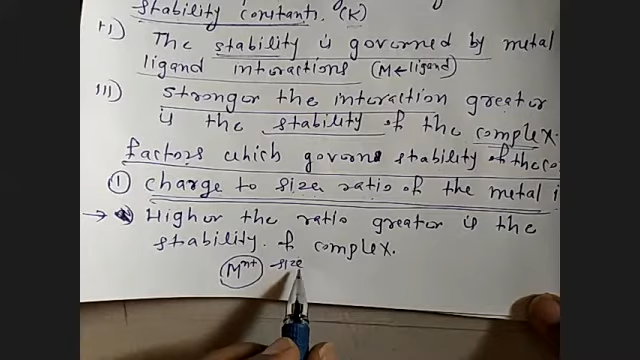 stability constants (K)
ii) The stability is governed by metal
ligand interactions (M←ligand)
iii) Stronger the interaction greater
is the stability of the complex.
factors which govern stability of the co
① charge to size ratio of the metal i
→ Higher the ratio greater is the
stability of complex.
Mⁿ⁺ size